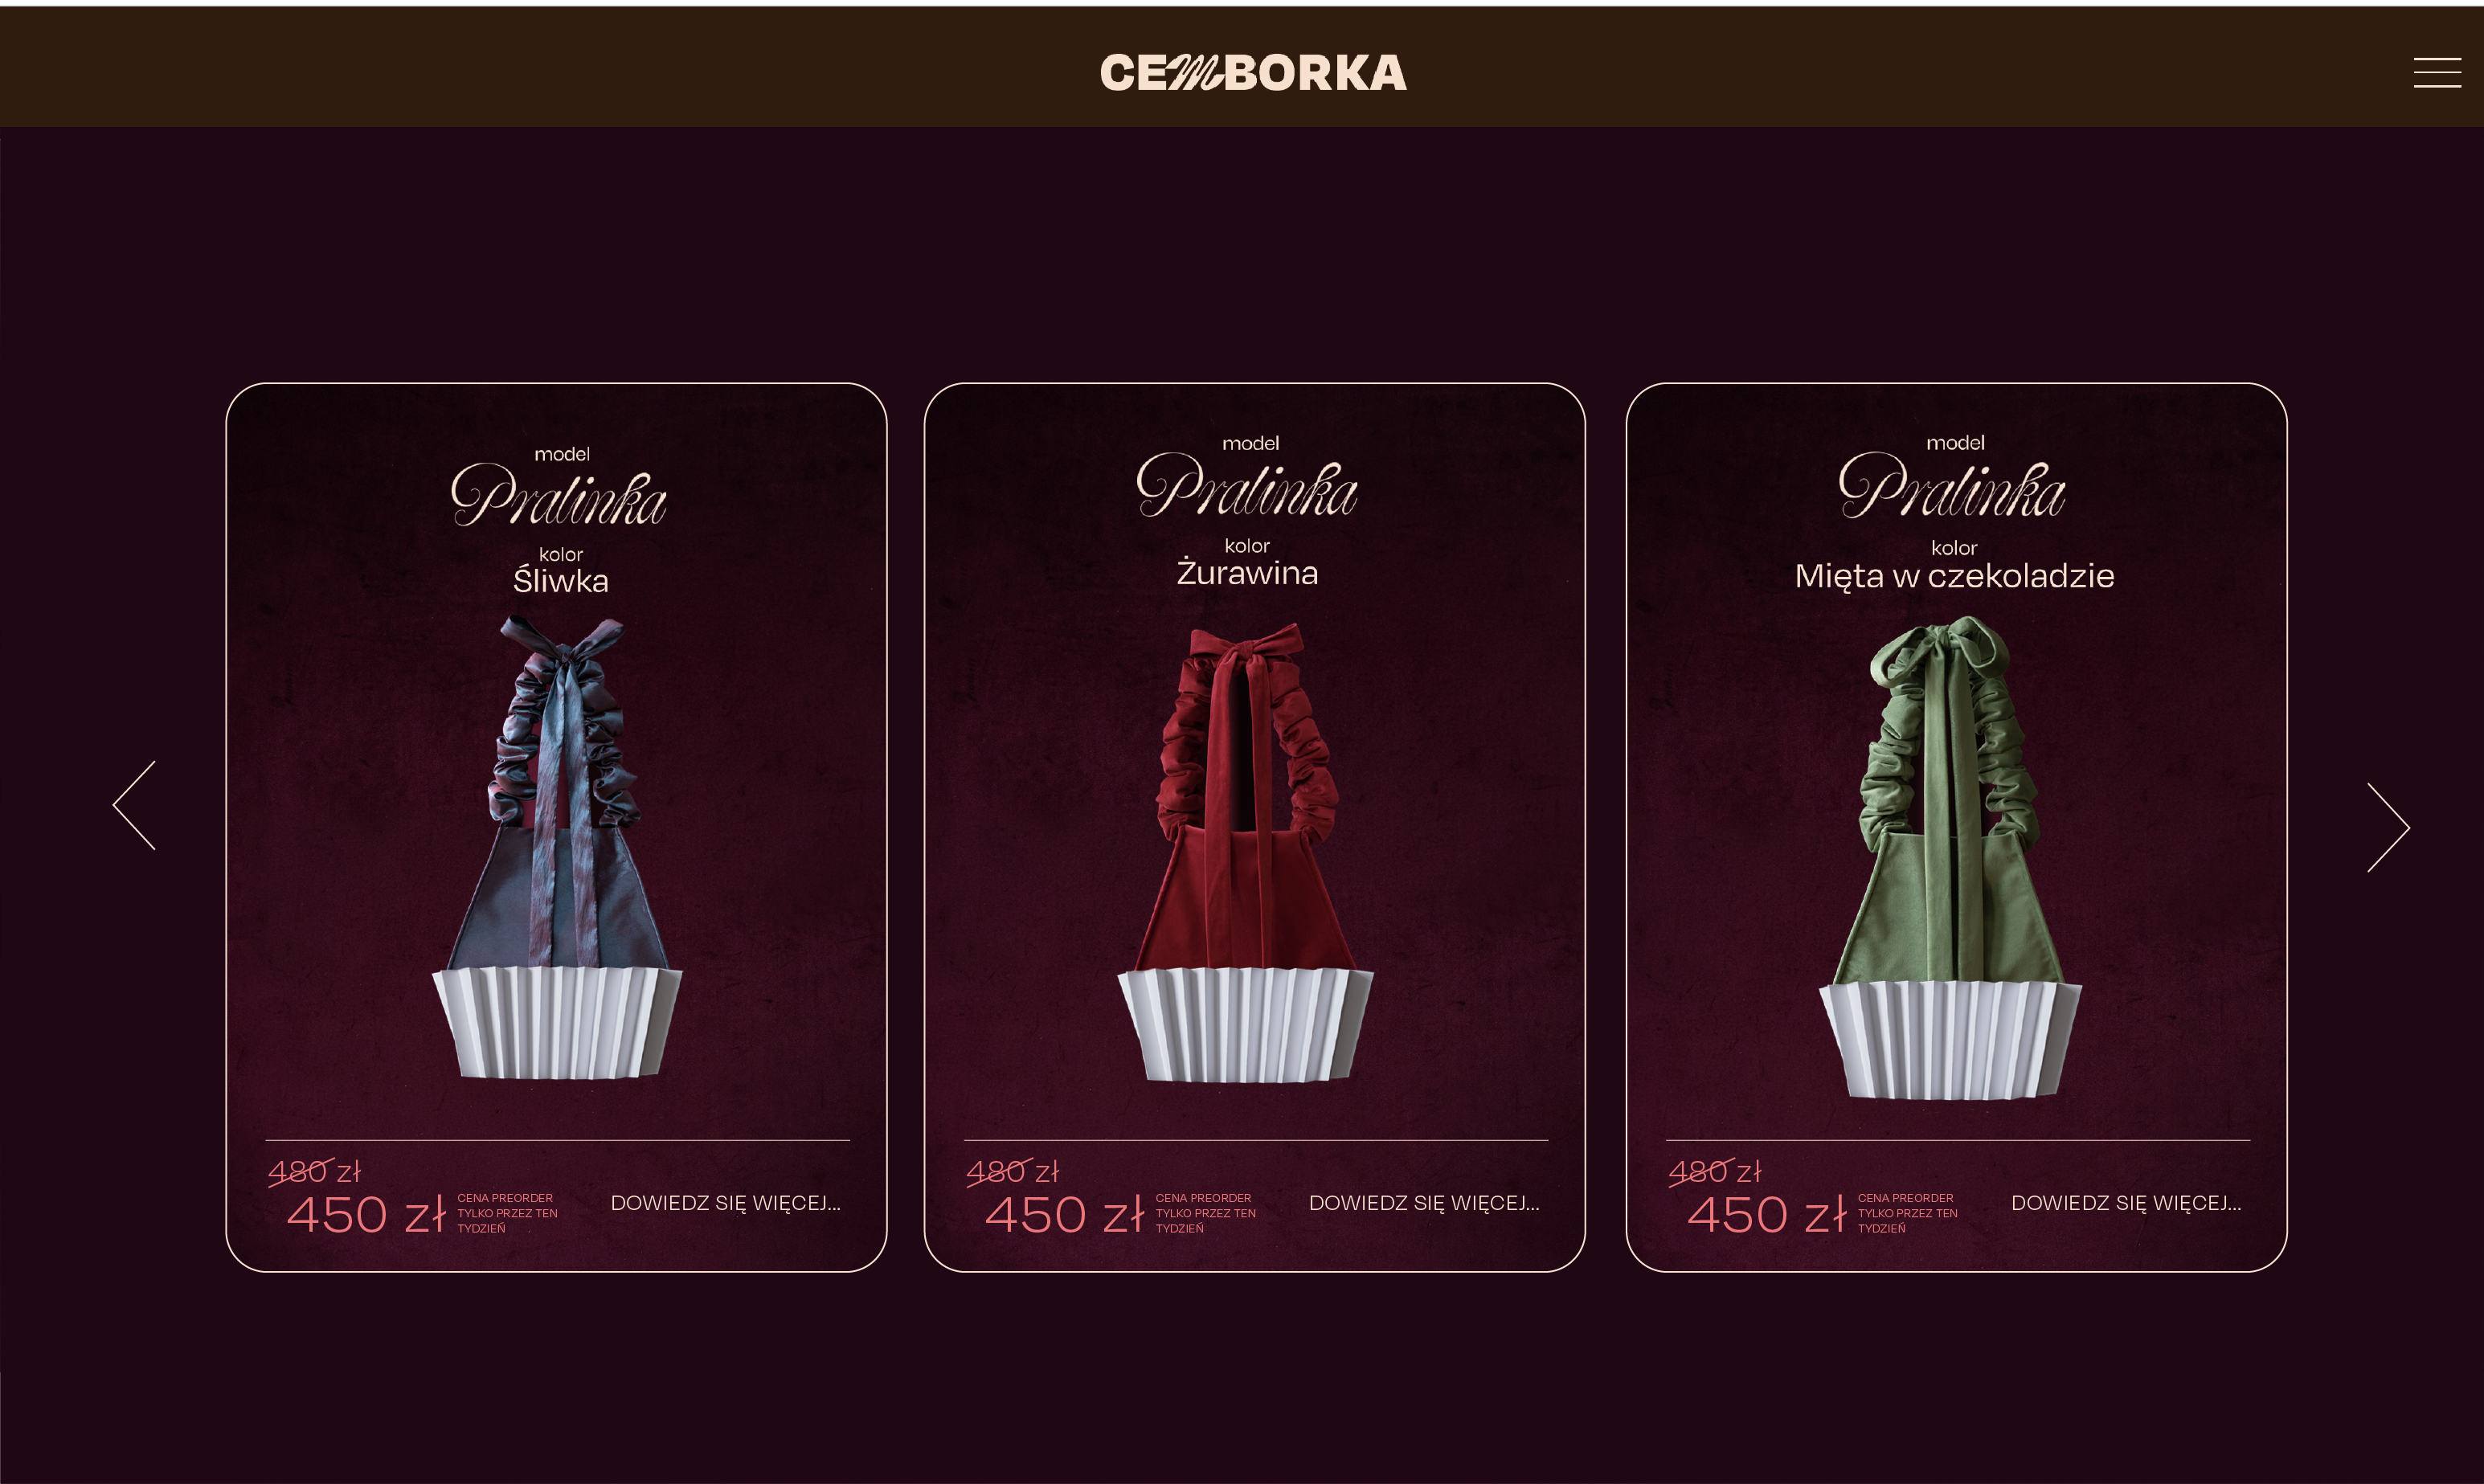 CEMBORKA
model
Pralinka
kolor
Śliwka
480 zł
450 zł
CENA PREORDER
TYLKO PRZEZ TEN
TYDZIEŃ
DOWIEDZ SIĘ WIĘCEJ...
model
Pralinka
kolor
Żurawina
480 zł
450 zł
CENA PREORDER
TYLKO PRZEZ TEN
TYDZIEŃ
DOWIEDZ SIĘ WIĘCEJ...
model
Pralinka
kolor
Mięta w czekoladzie
480 zł
450 zł
CENA PREORDER
TYLKO PRZEZ TEN
TYDZIEŃ
DOWIEDZ SIĘ WIĘCEJ...